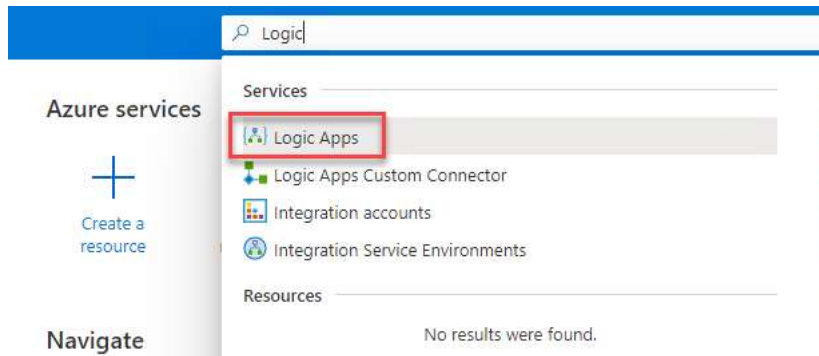 Logic
Services
Azure services
Logic Apps
Logic Apps Custom Connector
Create a
resource
Integration accounts
Integration Service Environments
Resources
No results were found.
Navigate